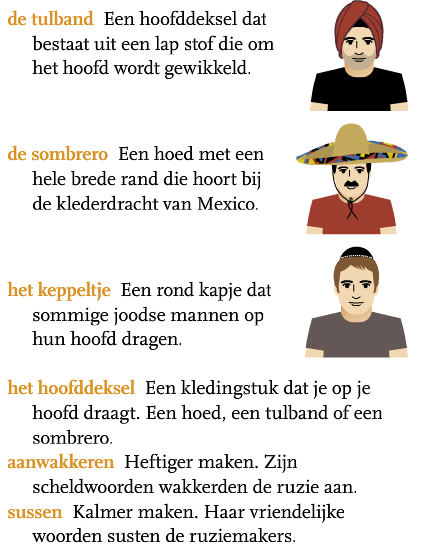 de tulband Een hoofddeksel dat
bestaat uit een lap stof die om
het hoofd wordt gewikkeld.
de sombrero Een hoed met een
hele brede rand die hoort bij
de klederdracht van Mexico.
het keppeltje Een rond kapje dat
sommige joodse mannen op
hun hoofd dragen.
het hoofddeksel Een kledingstuk dat je op je
hoofd draagt. Een hoed, een tulband of een
sombrero.
aanwakkeren Heftiger maken. Zijn
scheldwoorden wakkerden de ruzie aan.
sussen Kalmer maken. Haar vriendelijke
woorden susten de ruziemakers.